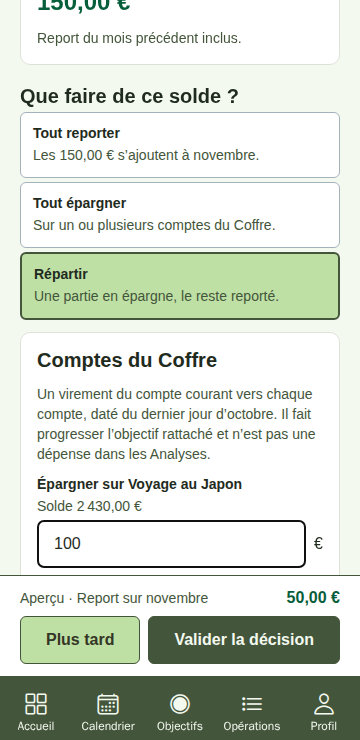 150,00 €
Report du mois précédent inclus.
Que faire de ce solde ?
Tout reporter
Les 150,00 € s’ajoutent à novembre.
Tout épargner
Sur un ou plusieurs comptes du Coffre.
Répartir
Une partie en épargne, le reste reporté.
Comptes du Coffre
Un virement du compte courant vers chaque
compte, daté du dernier jour d’octobre. Il fait
progresser l’objectif rattaché et n’est pas une
dépense dans les Analyses.
Épargner sur Voyage au Japon
Solde 2 430,00 €
100 €
Aperçu · Report sur novembre 50,00 €
Plus tard Valider la décision
Accueil Calendrier Objectifs Opérations Profil